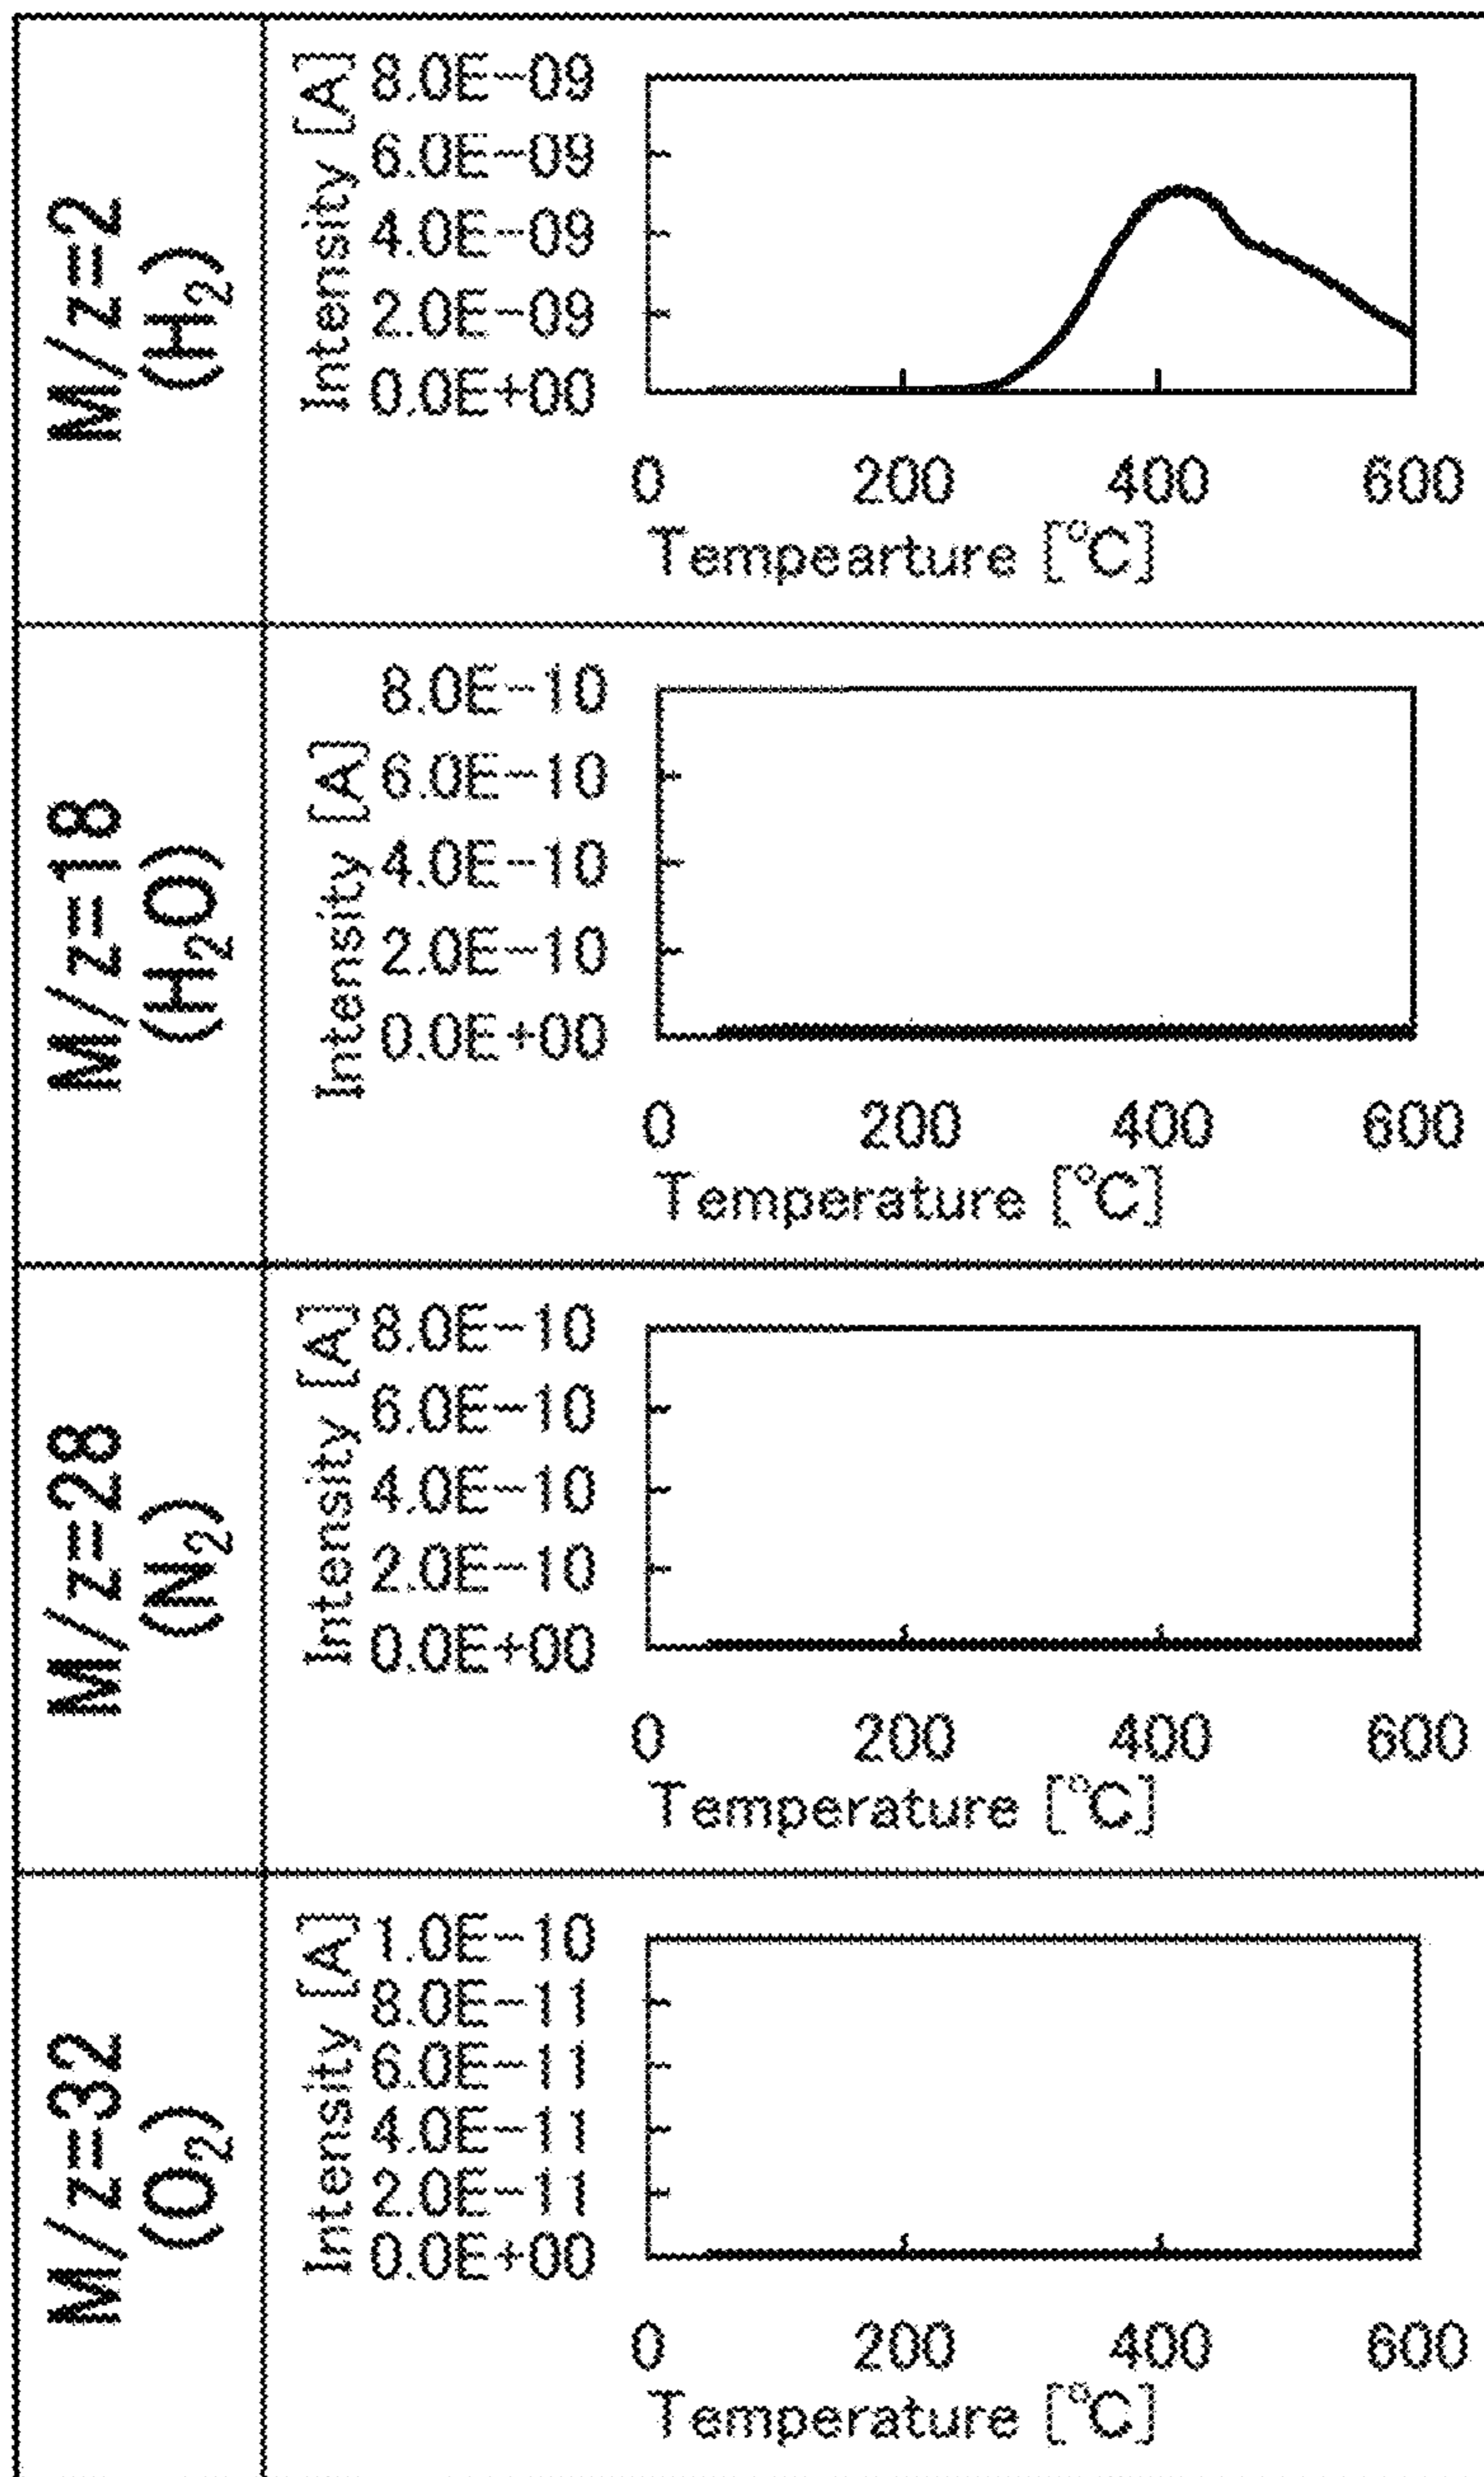 M/z=2
(H2)
Intensity [A]
8.0E-09
6.0E-09
4.0E-09
2.0E-09
0.0E+00
0 200 400 600
Tempearture [°C]
M/z=18
(H2O)
Intensity [A]
8.0E-10
6.0E-10
4.0E-10
2.0E-10
0.0E+00
0 200 400 600
Temperature [°C]
M/z=28
(N2)
Intensity [A]
8.0E-10
6.0E-10
4.0E-10
2.0E-10
0.0E+00
0 200 400 600
Temperature [°C]
M/z=32
(O2)
Intensity [A]
1.0E-10
8.0E-11
6.0E-11
4.0E-11
2.0E-11
0.0E+00
0 200 400 600
Temperature [°C]